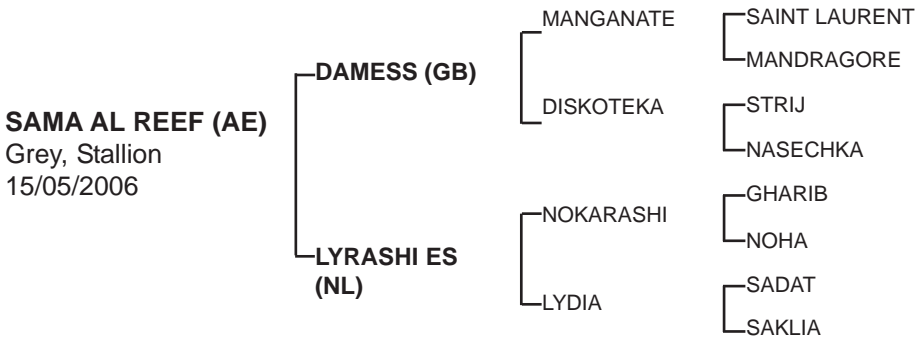 SAMA AL REEF (AE)
Grey, Stallion
15/05/2006
DAMESS (GB)
LYRASHI ES
(NL)
MANGANATE
DISKOTEKA
NOKARASHI
LYDIA
SAINT LAURENT
MANDRAGORE
STRIJ
NASECHKA
GHARIB
NOHA
SADAT
SAKLIA